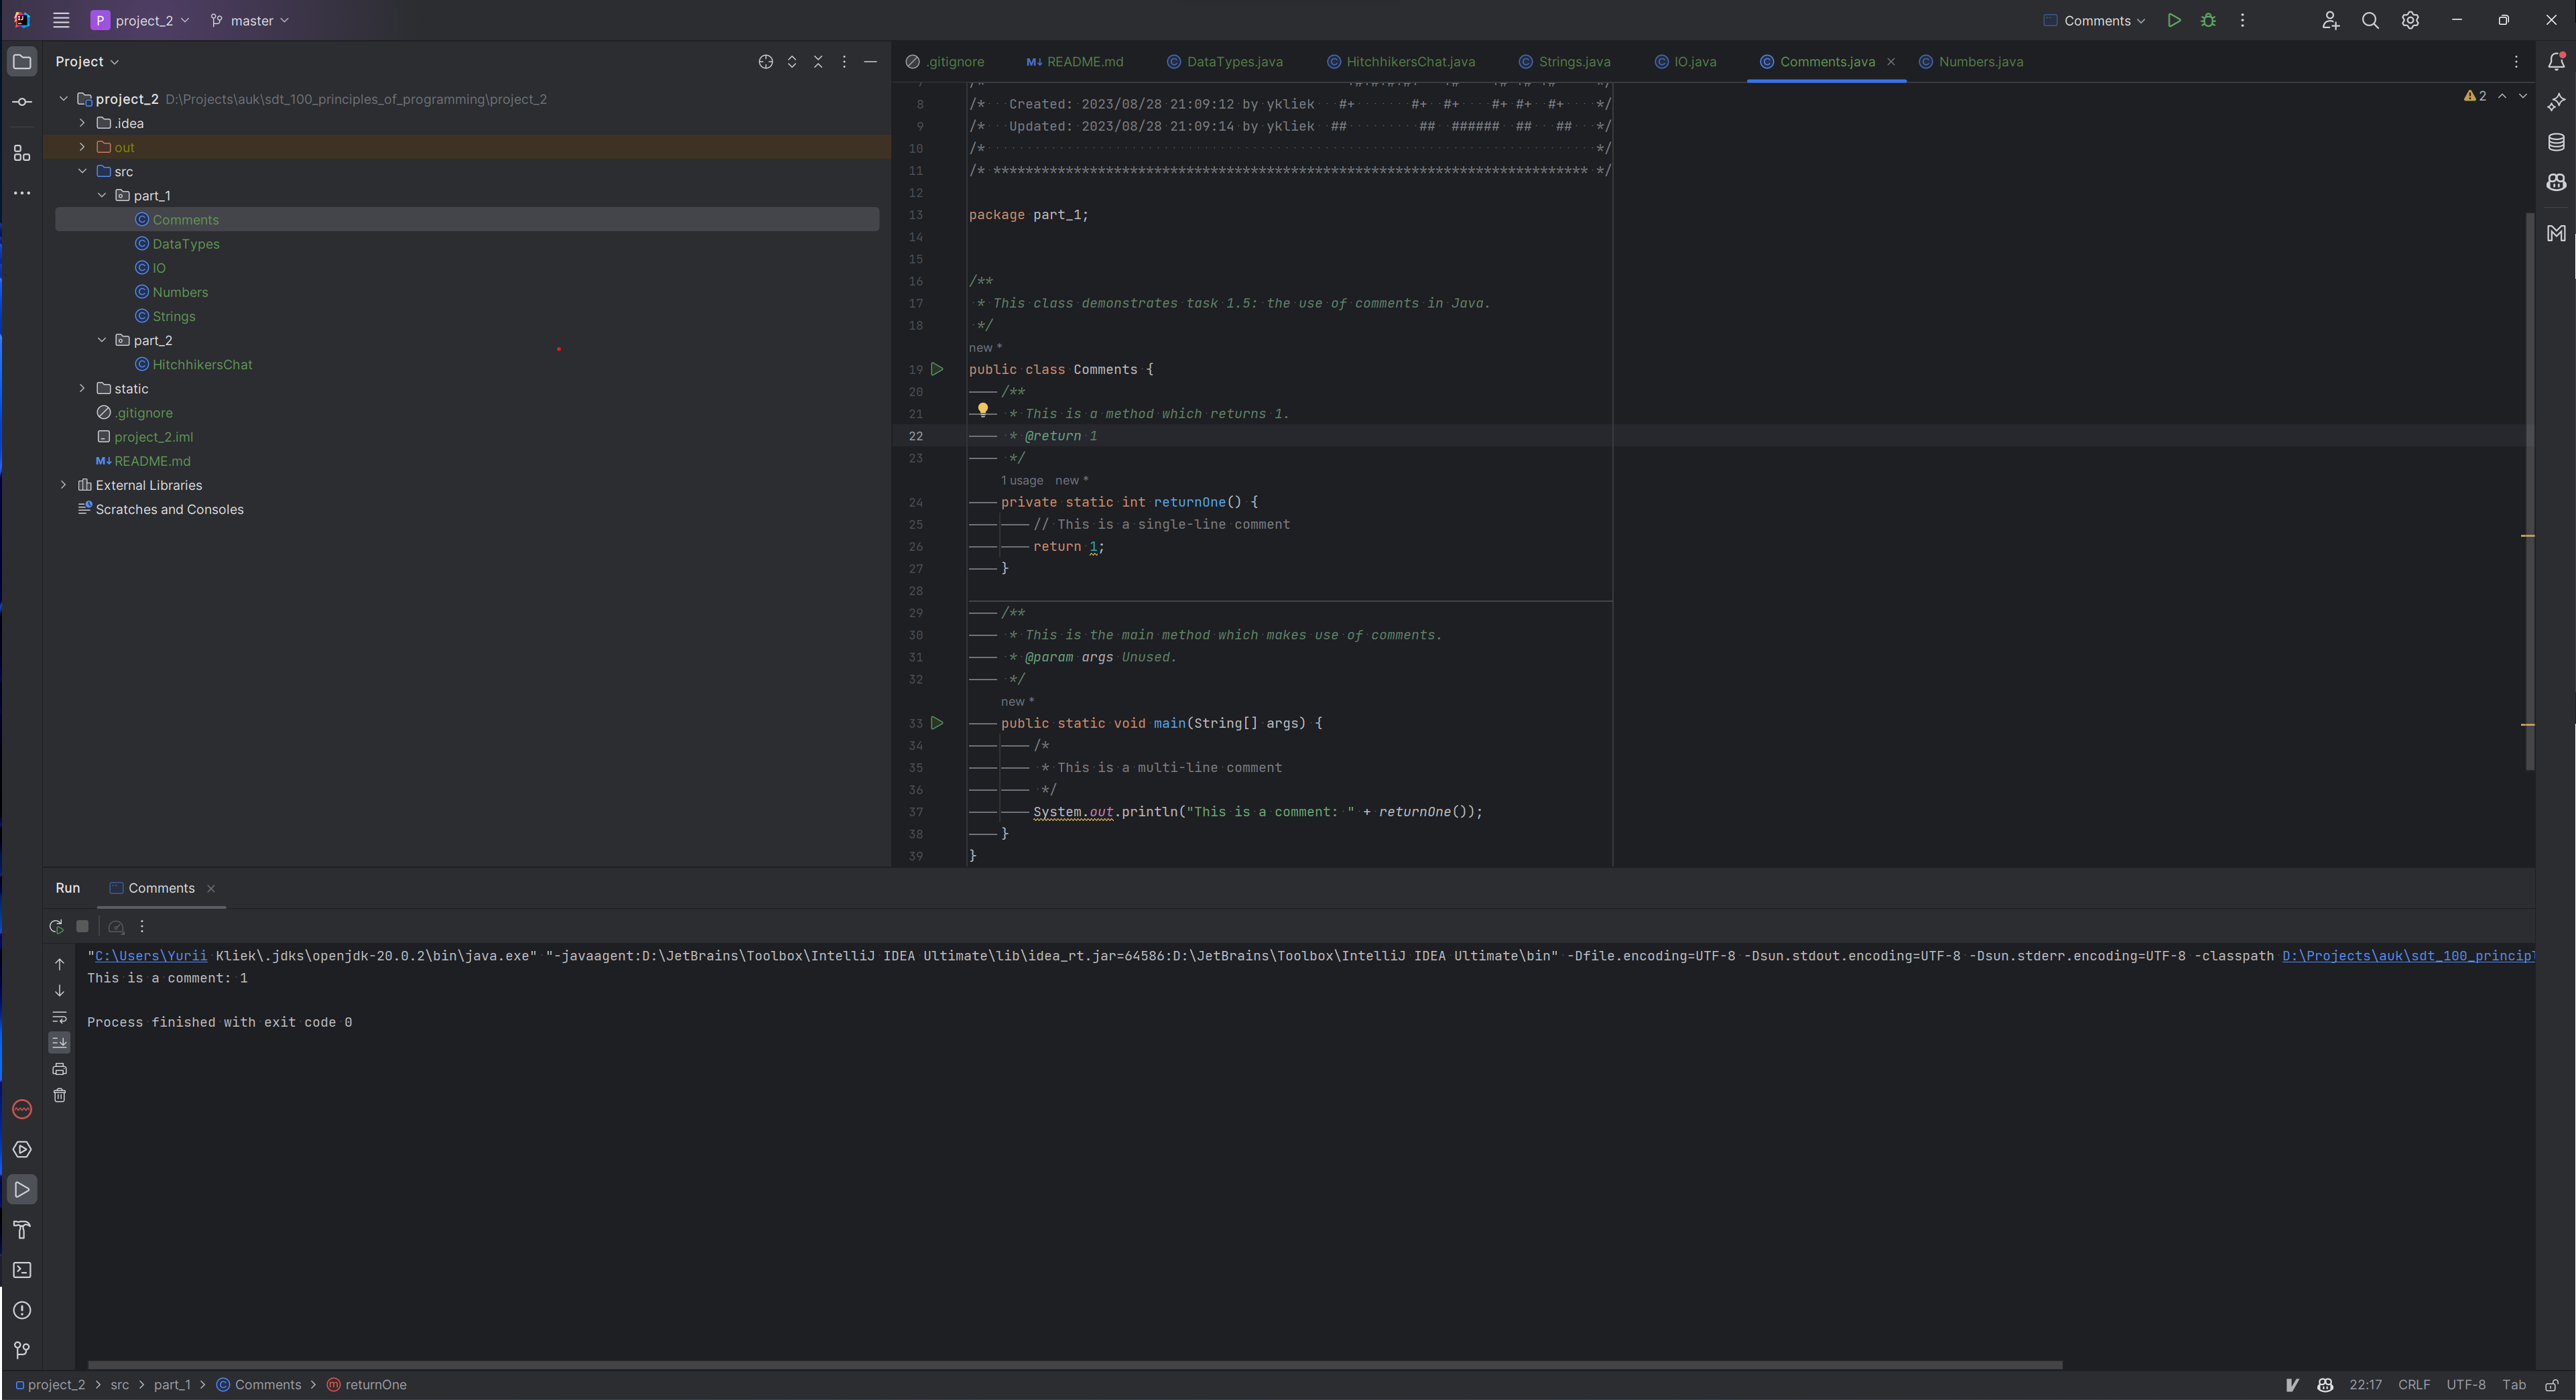 P project_2 master Comments
Project
.gitignore M↓ README.md DataTypes.java HitchhikersChat.java Strings.java IO.java Comments.java Numbers.java
project_2 D:\Projects\auk\sdt_100_principles_of_programming\project_2
.idea
out
src
part_1
Comments
DataTypes
IO
Numbers
Strings
part_2
HitchhikersChat
static
.gitignore
project_2.iml
M↓ README.md
External Libraries
Scratches and Consoles
2
8 /* Created: 2023/08/28 21:09:12 by ykliek #+ #+ #+ #+ #+ #+ */
9 /* Updated: 2023/08/28 21:09:14 by ykliek ## ## ###### ## ## */
10 /* */
11 /* ************************************************************************** */
12
13 package part_1;
14
15
16 /**
17 * This class demonstrates task 1.5: the use of comments in Java.
18 */
new *
19 public class Comments {
20 /**
21 * This is a method which returns 1.
22 * @return 1
23 */
1 usage new *
24 private static int returnOne() {
25 // This is a single-line comment
26 return 1;
27 }
28
29 /**
30 * This is the main method which makes use of comments.
31 * @param args Unused.
32 */
new *
33 public static void main(String[] args) {
34 /*
35 * This is a multi-line comment
36 */
37 System.out.println("This is a comment: " + returnOne());
38 }
39 }
Run Comments
"C:\Users\Yurii Kliek\.jdks\openjdk-20.0.2\bin\java.exe" "-javaagent:D:\JetBrains\Toolbox\IntelliJ IDEA Ultimate\lib\idea_rt.jar=64586:D:\JetBrains\Toolbox\IntelliJ IDEA Ultimate\bin" -Dfile.encoding=UTF-8 -Dsun.stdout.encoding=UTF-8 -Dsun.stderr.encoding=UTF-8 -classpath D:\Projects\auk\sdt_100_princip
This is a comment: 1
Process finished with exit code 0
project_2 > src > part_1 > Comments > returnOne
22:17 CRLF UTF-8 Tab